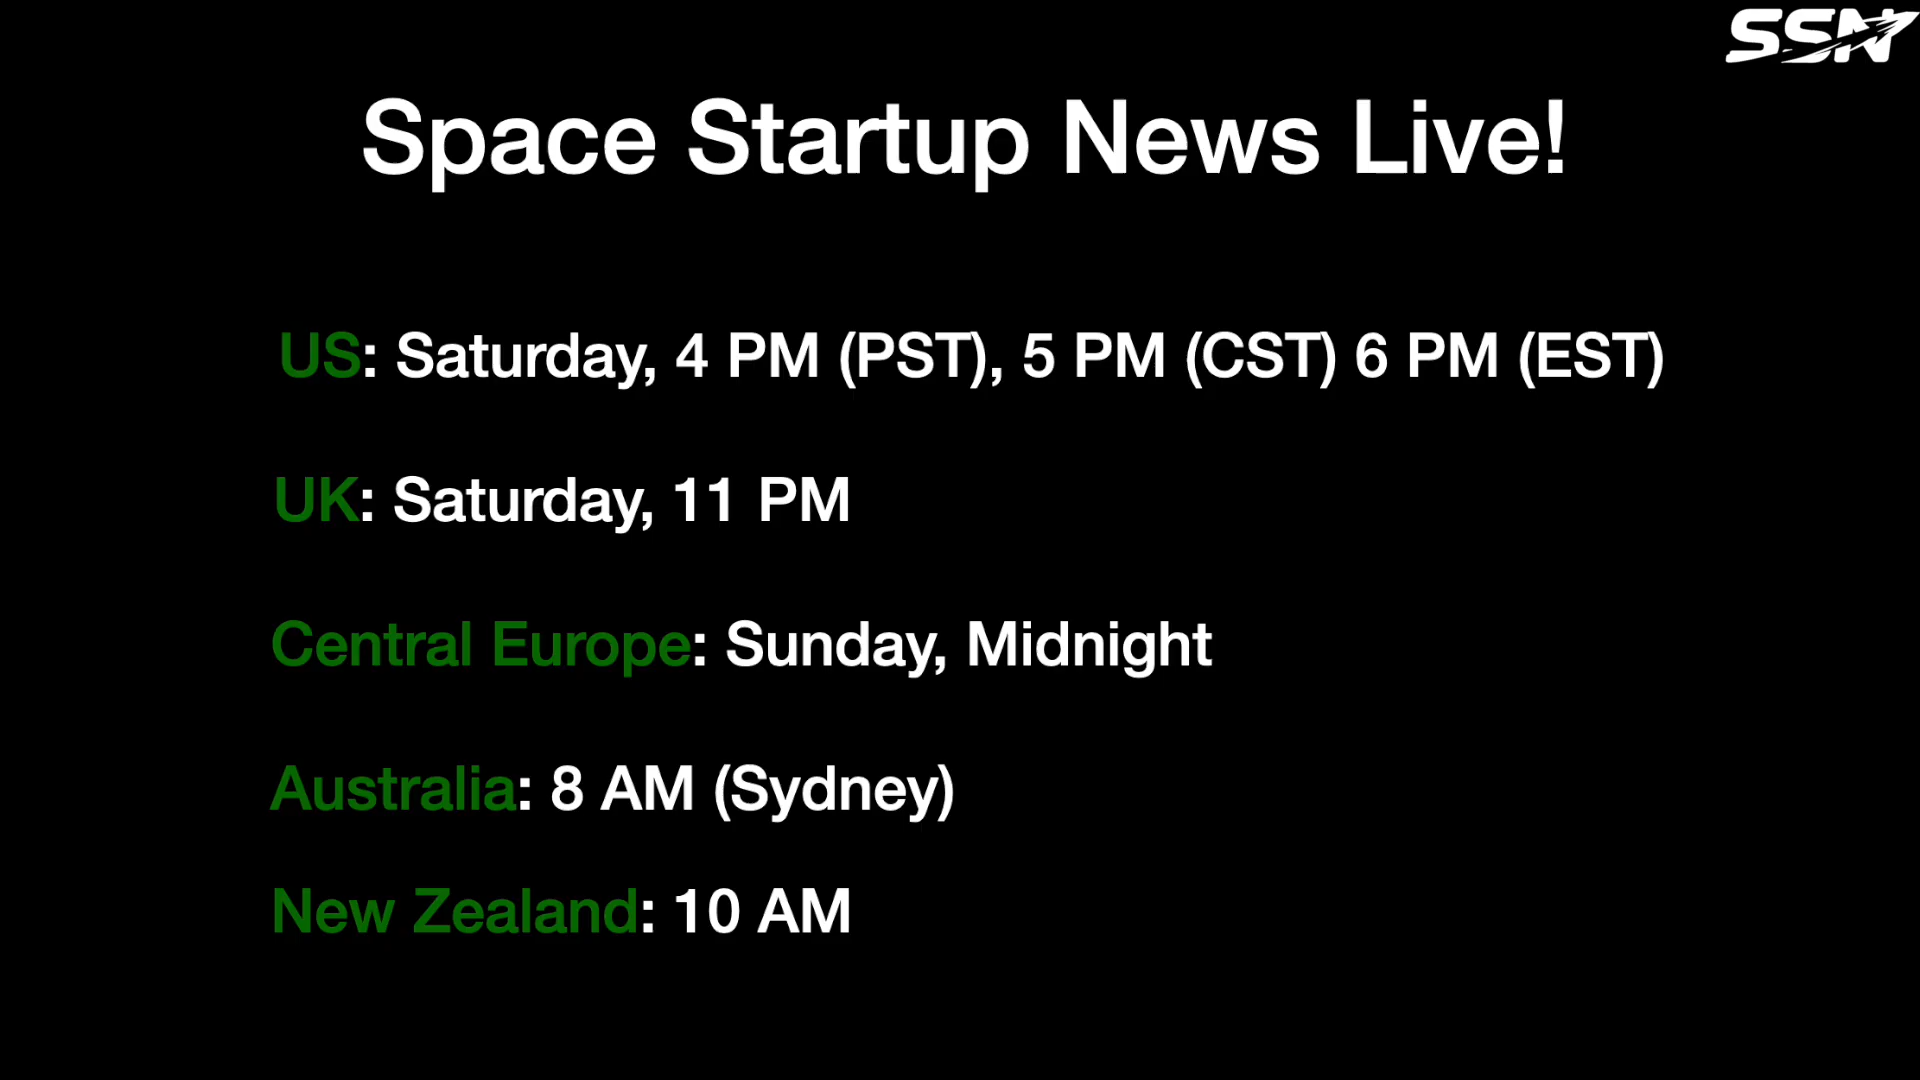 SSN
Space Startup News Live!
US: Saturday, 4 PM (PST), 5 PM (CST) 6 PM (EST)
UK: Saturday, 11 PM
Central Europe: Sunday, Midnight
Australia: 8 AM (Sydney)
New Zealand: 10 AM